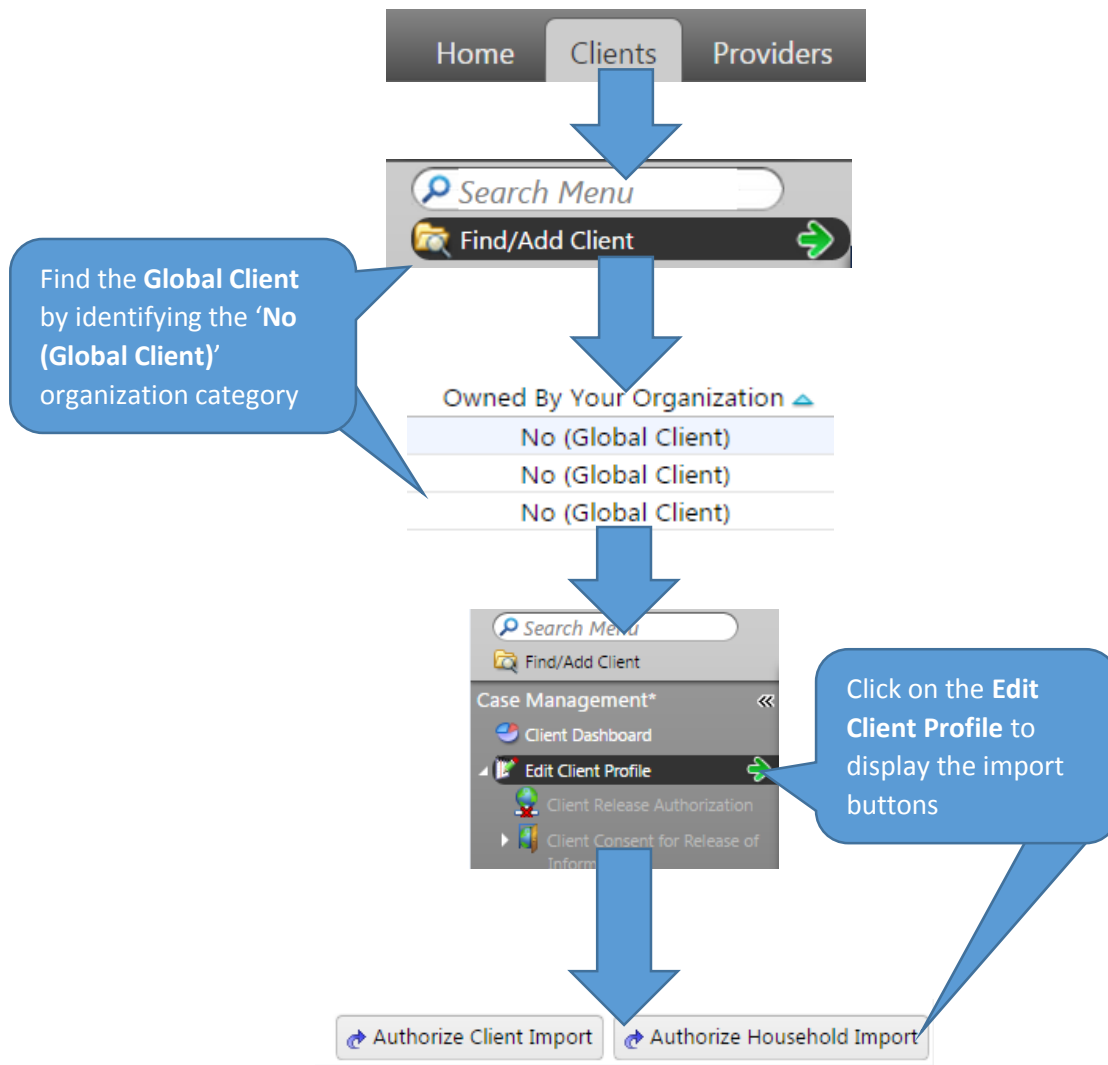 Home Clients Providers
Search Menu
Find/Add Client
Find the Global Client
by identifying the ‘No
(Global Client)’
organization category
Owned By Your Organization
No (Global Client)
No (Global Client)
No (Global Client)
Search Menu
Find/Add Client
Case Management*
Client Dashboard
Edit Client Profile
Client Release Authorization
Client Consent for Release of
Click on the Edit
Client Profile to
display the import
buttons
Authorize Client Import
Authorize Household Import